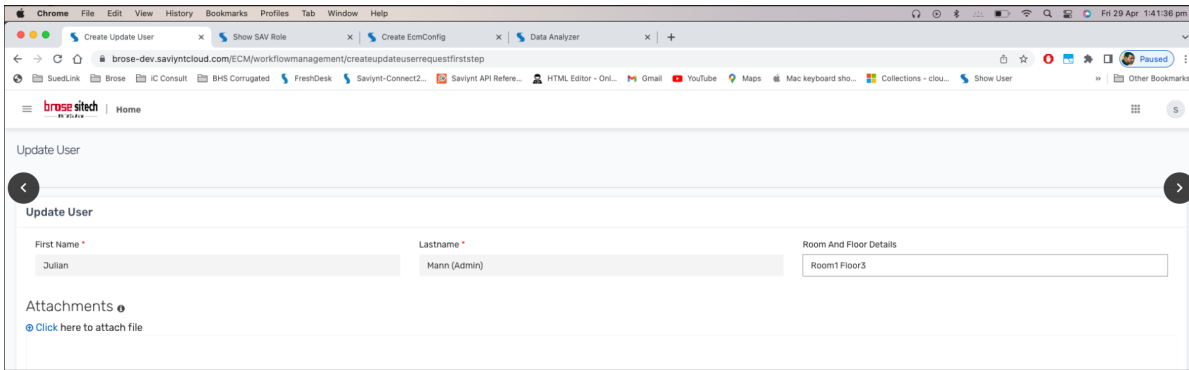 Chrome File Edit View History Bookmarks Profiles Tab Window Help Fri 29 Apr 1:41:36 pm
Create Update User × Show SAV Role × Create EcmConfig × Data Analyzer × +
brose-dev.saviyntcloud.com/ECM/workflowmanagement/createupdateuserrequestfirststep Paused
SuedLink Brose iC Consult BHS Corrugated FreshDesk Saviynt-Connect2... Saviynt API Refere... HTML Editor - Onl... Gmail YouTube Maps Mac keyboard sho... Collections - clou... Show User » Other Bookmarks
brose sitech | Home S
Update User
Update User
First Name * Lastname * Room And Floor Details
Julian Mann (Admin) Room1 Floor3
Attachments
Click here to attach file